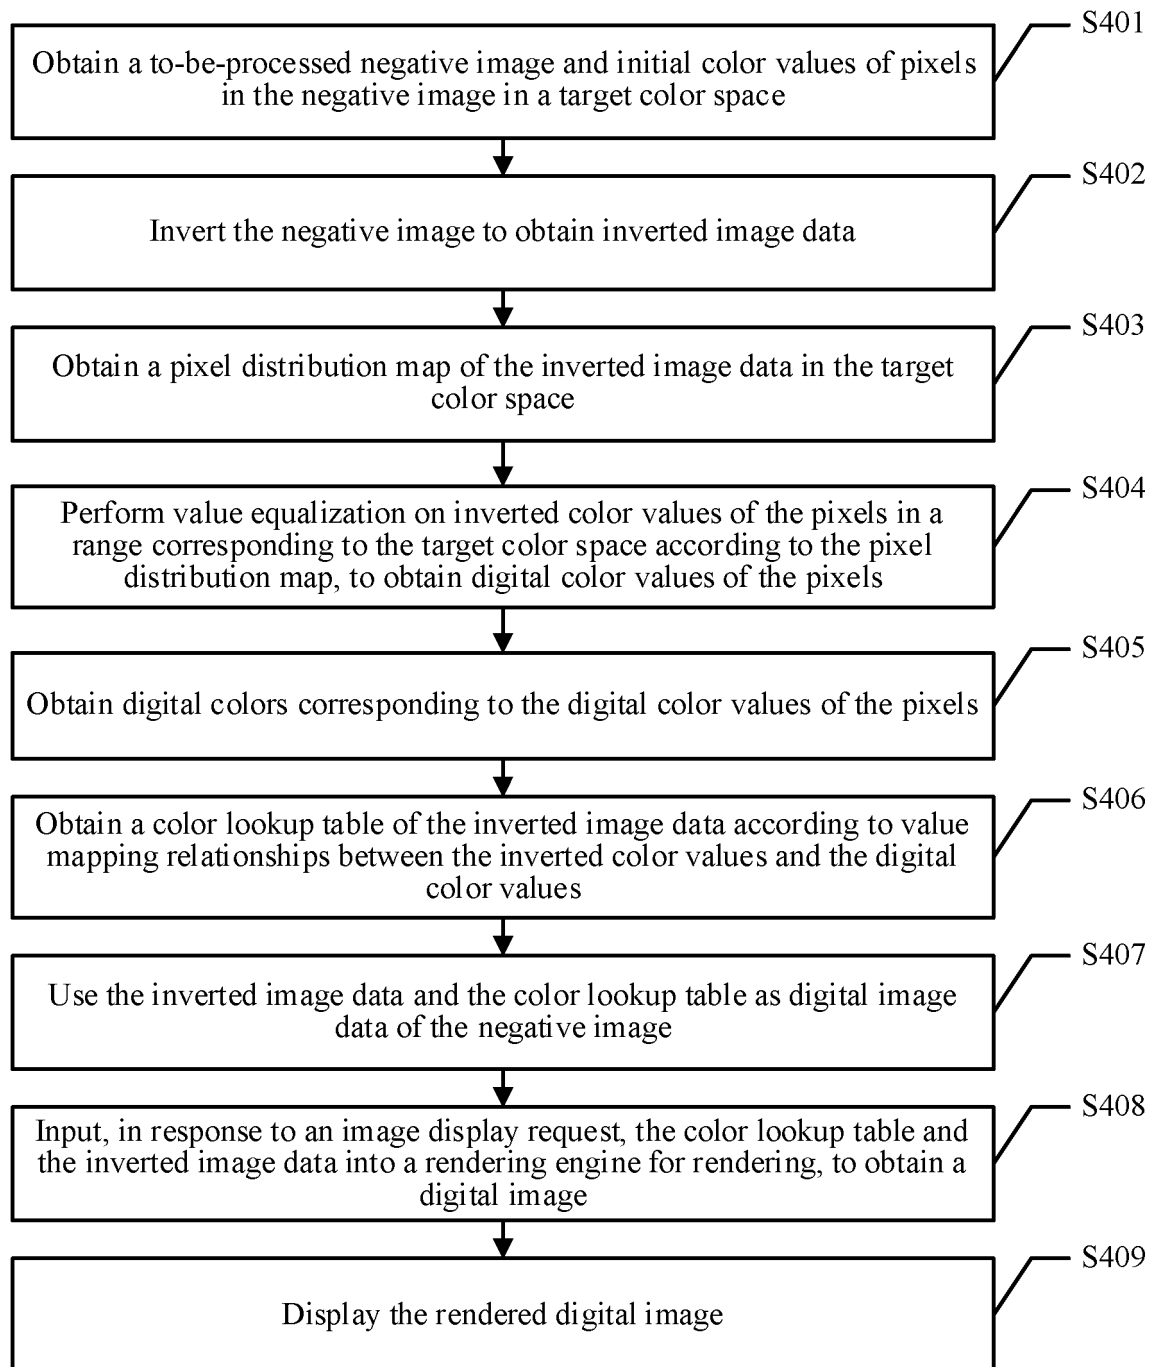 S401
Obtain a to-be-processed negative image and initial color values of pixels
in the negative image in a target color space
S402
Invert the negative image to obtain inverted image data
S403
Obtain a pixel distribution map of the inverted image data in the target
color space
S404
Perform value equalization on inverted color values of the pixels in a
range corresponding to the target color space according to the pixel
distribution map, to obtain digital color values of the pixels
S405
Obtain digital colors corresponding to the digital color values of the pixels
S406
Obtain a color lookup table of the inverted image data according to value
mapping relationships between the inverted color values and the digital
color values
S407
Use the inverted image data and the color lookup table as digital image
data of the negative image
S408
Input, in response to an image display request, the color lookup table and
the inverted image data into a rendering engine for rendering, to obtain a
digital image
S409
Display the rendered digital image